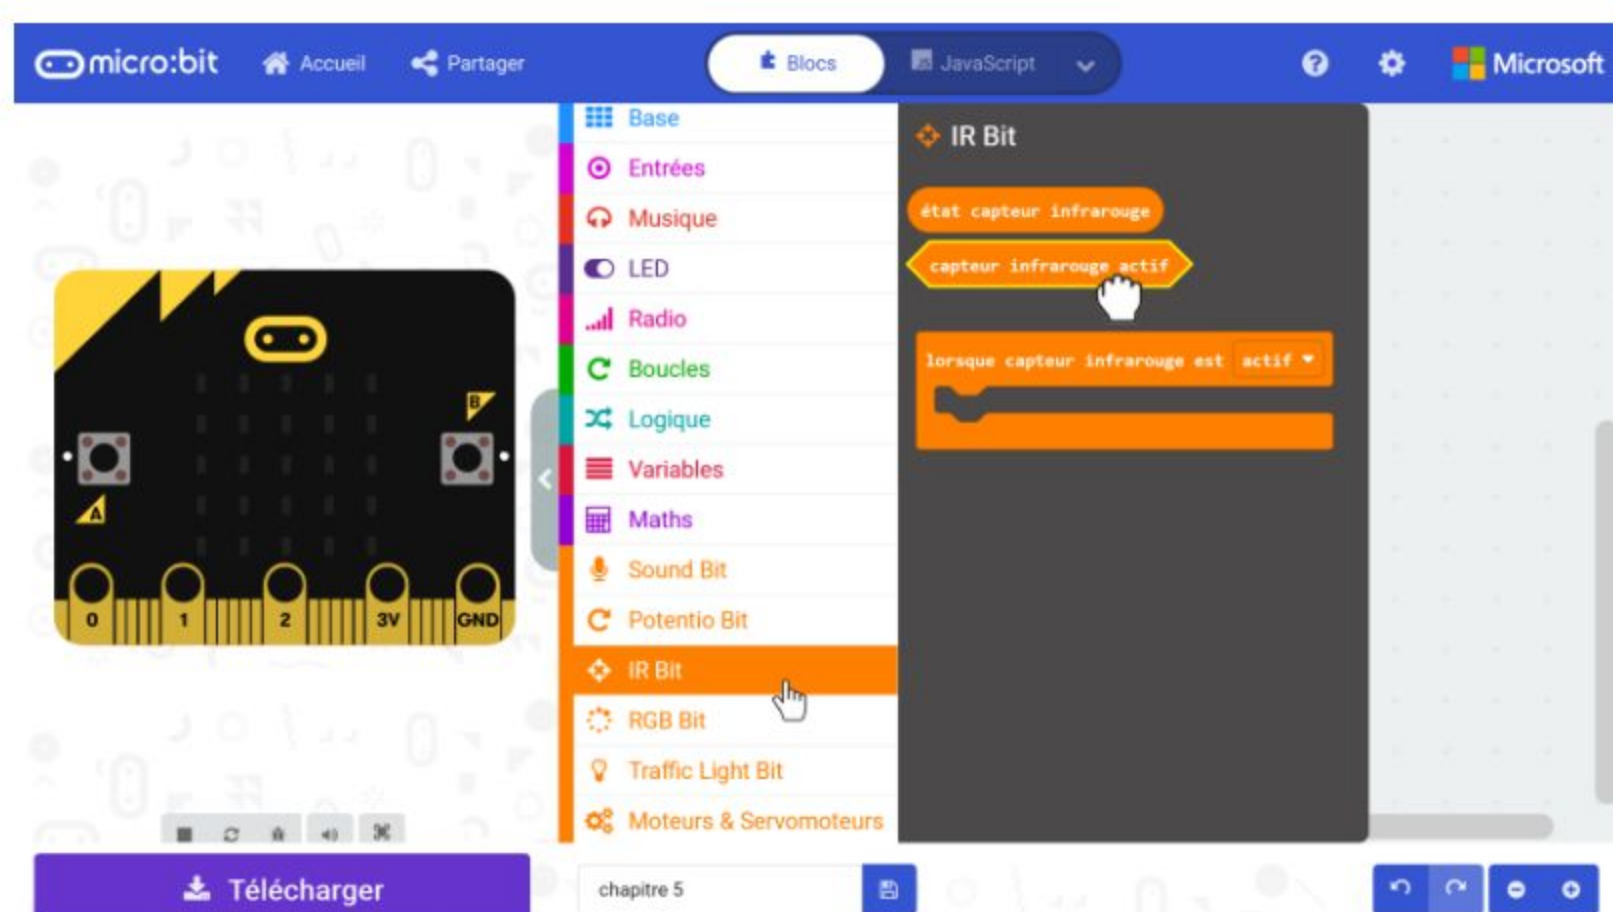 micro:bit Accueil Partager Blocs JavaScript ? Microsoft
Base
Entrées
Musique
LED
Radio
Boucles
Logique
Variables
Maths
Sound Bit
Potentio Bit
IR Bit
RGB Bit
Traffic Light Bit
Moteurs & Servomoteurs
IR Bit
état capteur infrarouge
capteur infrarouge actif
lorsque capteur infrarouge est actif
B
A
0 1 2 3V GND
Télécharger
chapitre 5